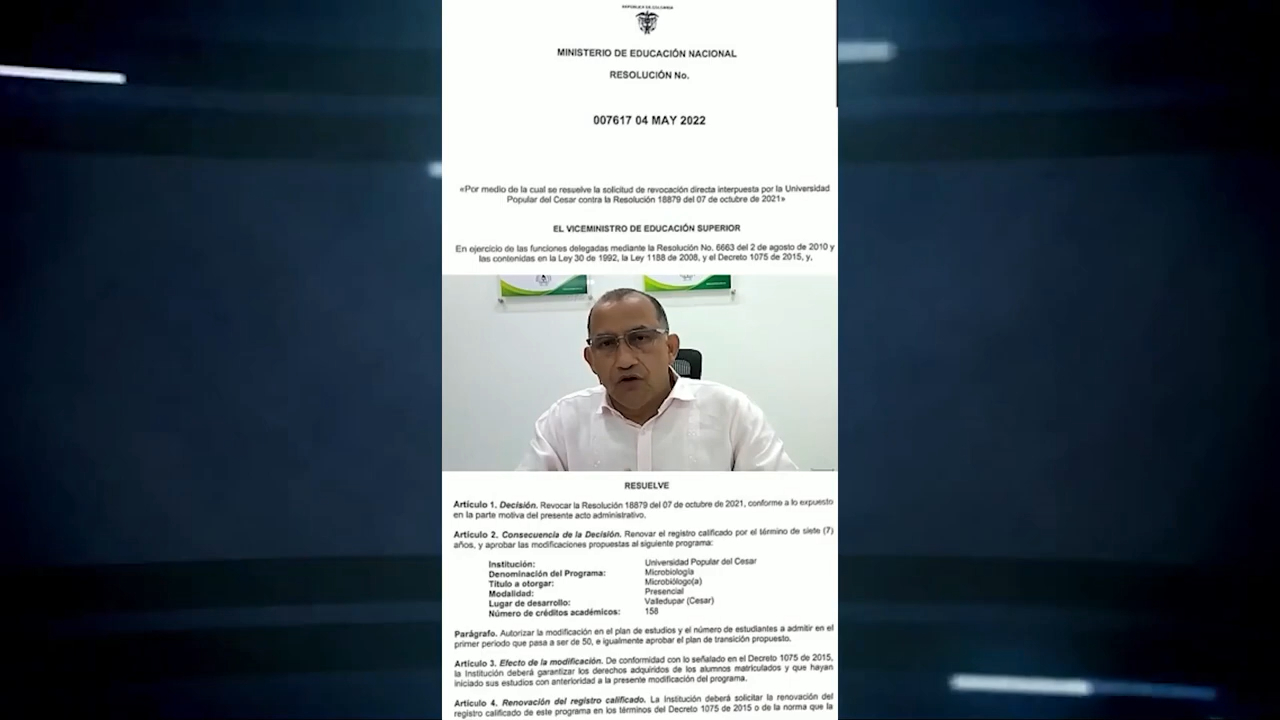 REPÚBLICA DE COLOMBIA
MINISTERIO DE EDUCACIÓN NACIONAL
RESOLUCIÓN No.
007617 04 MAY 2022
«Por medio de la cual se resuelve la solicitud de revocación directa interpuesta por la Universidad
Popular del Cesar contra la Resolución 18879 del 07 de octubre de 2021»
EL VICEMINISTRO DE EDUCACIÓN SUPERIOR
En ejercicio de las funciones delegadas mediante la Resolución No. 6663 del 2 de agosto de 2010 y
las contenidas en la Ley 30 de 1992, la Ley 1188 de 2008, y el Decreto 1075 de 2015, y,
RESUELVE
Artículo 1. Decisión. Revocar la Resolución 18879 del 07 de octubre de 2021, conforme a lo expuesto
en la parte motiva del presente acto administrativo.
Artículo 2. Consecuencia de la Decisión. Renovar el registro calificado por el término de siete (7)
años, y aprobar las modificaciones propuestas al siguiente programa:
Institución: Universidad Popular del Cesar
Denominación del Programa: Microbiología
Título a otorgar: Microbiólogo(a)
Modalidad: Presencial
Lugar de desarrollo: Valledupar (Cesar)
Número de créditos académicos: 158
Parágrafo. Autorizar la modificación en el plan de estudios y el número de estudiantes a admitir en el
primer periodo que pasa a ser de 50, e igualmente aprobar el plan de transición propuesto.
Artículo 3. Efecto de la modificación. De conformidad con lo señalado en el Decreto 1075 de 2015,
la Institución deberá garantizar los derechos adquiridos de los alumnos matriculados y que hayan
iniciado sus estudios con anterioridad a la presente modificación del programa.
Artículo 4. Renovación del registro calificado. La Institución deberá solicitar la renovación del
registro calificado de este programa en los términos del Decreto 1075 de 2015 o de la norma que la